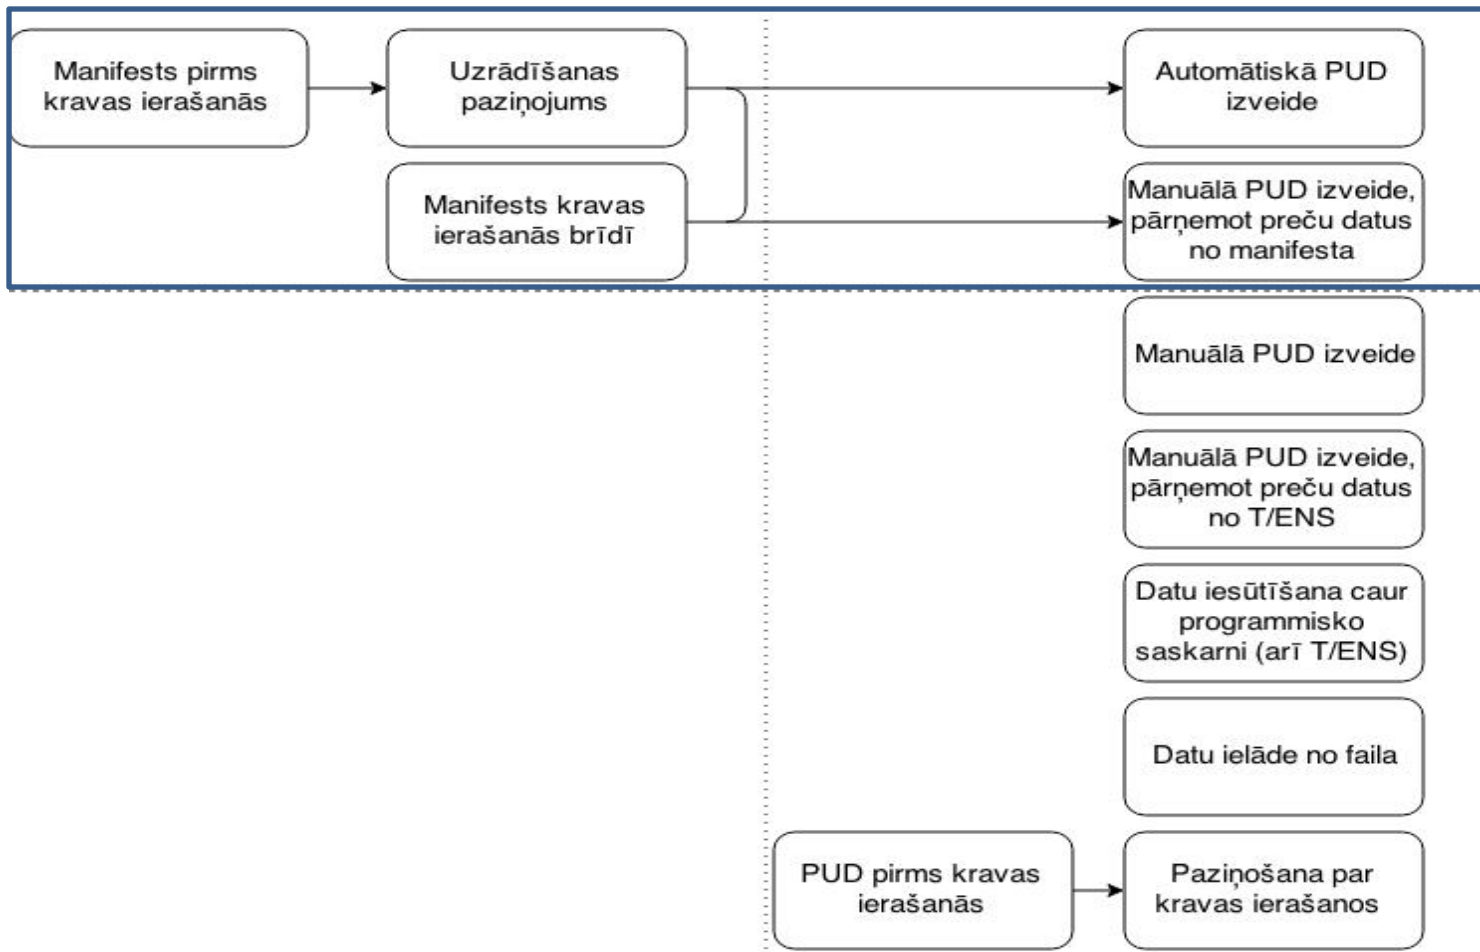 Manifests pirms
kravas ierašanās
Uzrādīšanas
paziņojums
Automātiskā PUD
izveide
Manifests kravas
ierašanās brīdī
Manuālā PUD izveide,
pārņemot preču datus
no manifesta
Manuālā PUD izveide
Manuālā PUD izveide,
pārņemot preču datus
no T/ENS
Datu iesūtīšana caur
programmisko
saskarni (arī T/ENS)
Datu ielāde no faila
PUD pirms kravas
ierašanās
Paziņošana par
kravas ierašanos